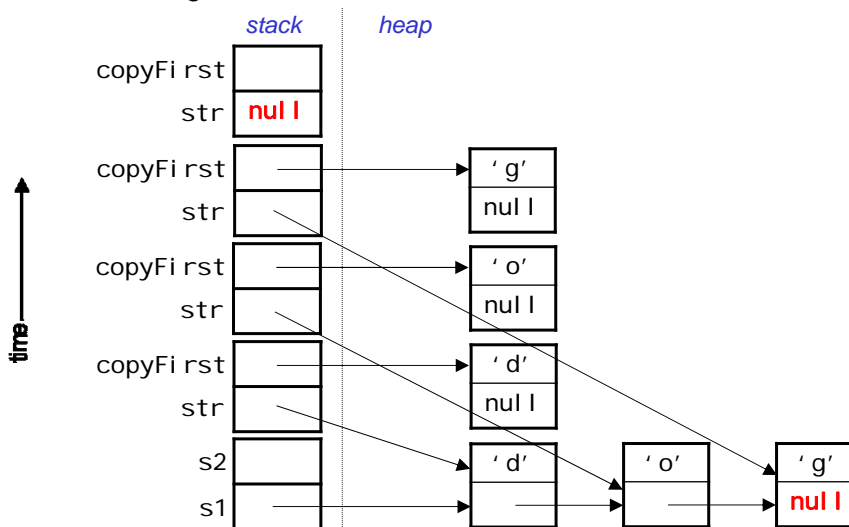 stack heap
copyFirst
str null
copyFirst 'g'
str null
copyFirst 'o'
str null
copyFirst 'd'
str null
s2 'd' 'o' 'g'
s1 null
time